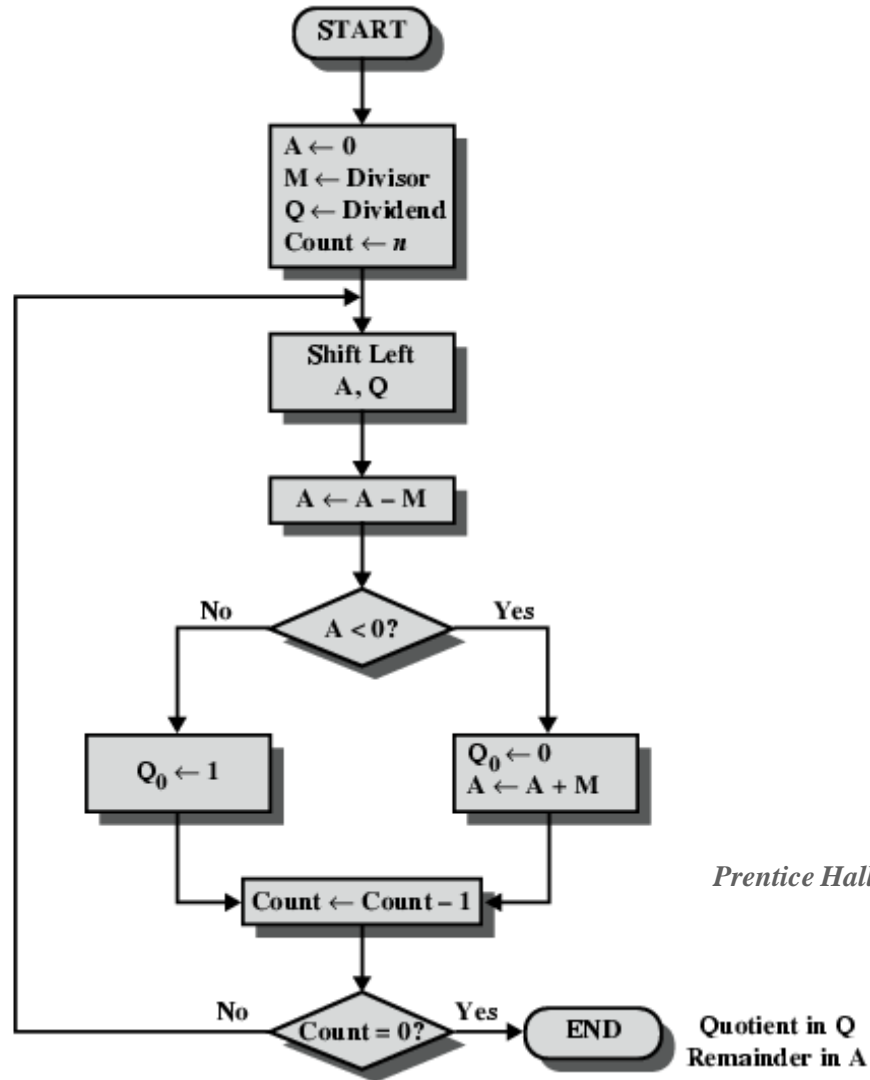 START
A ← 0
M ← Divisor
Q ← Dividend
Count ← n
Shift Left
A, Q
A ← A − M
No
A < 0?
Yes
Q₀ ← 1
Q₀ ← 0
A ← A + M
Prentice Hall
Count ← Count − 1
No
Count = 0?
Yes
END
Quotient in Q
Remainder in A